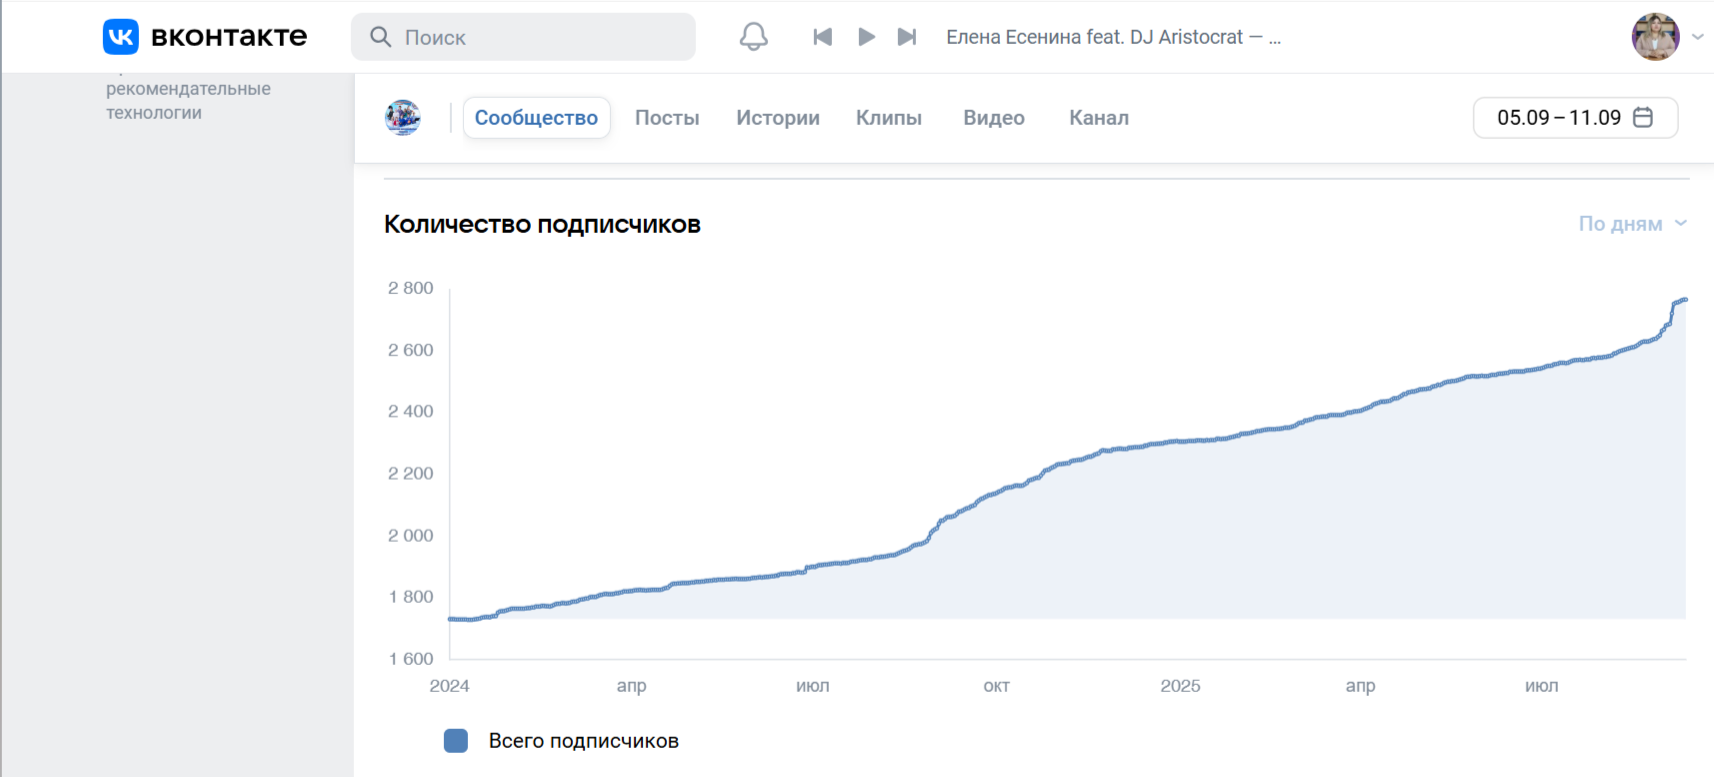 вконтакте
Поиск
Елена Есенина feat. DJ Aristocrat — ...
рекомендательные
технологии
Сообщество
Посты
Истории
Клипы
Видео
Канал
05.09 – 11.09
Количество подписчиков
По дням
2 800
2 600
2 400
2 200
2 000
1 800
1 600
2024
апр
июл
окт
2025
апр
июл
Всего подписчиков